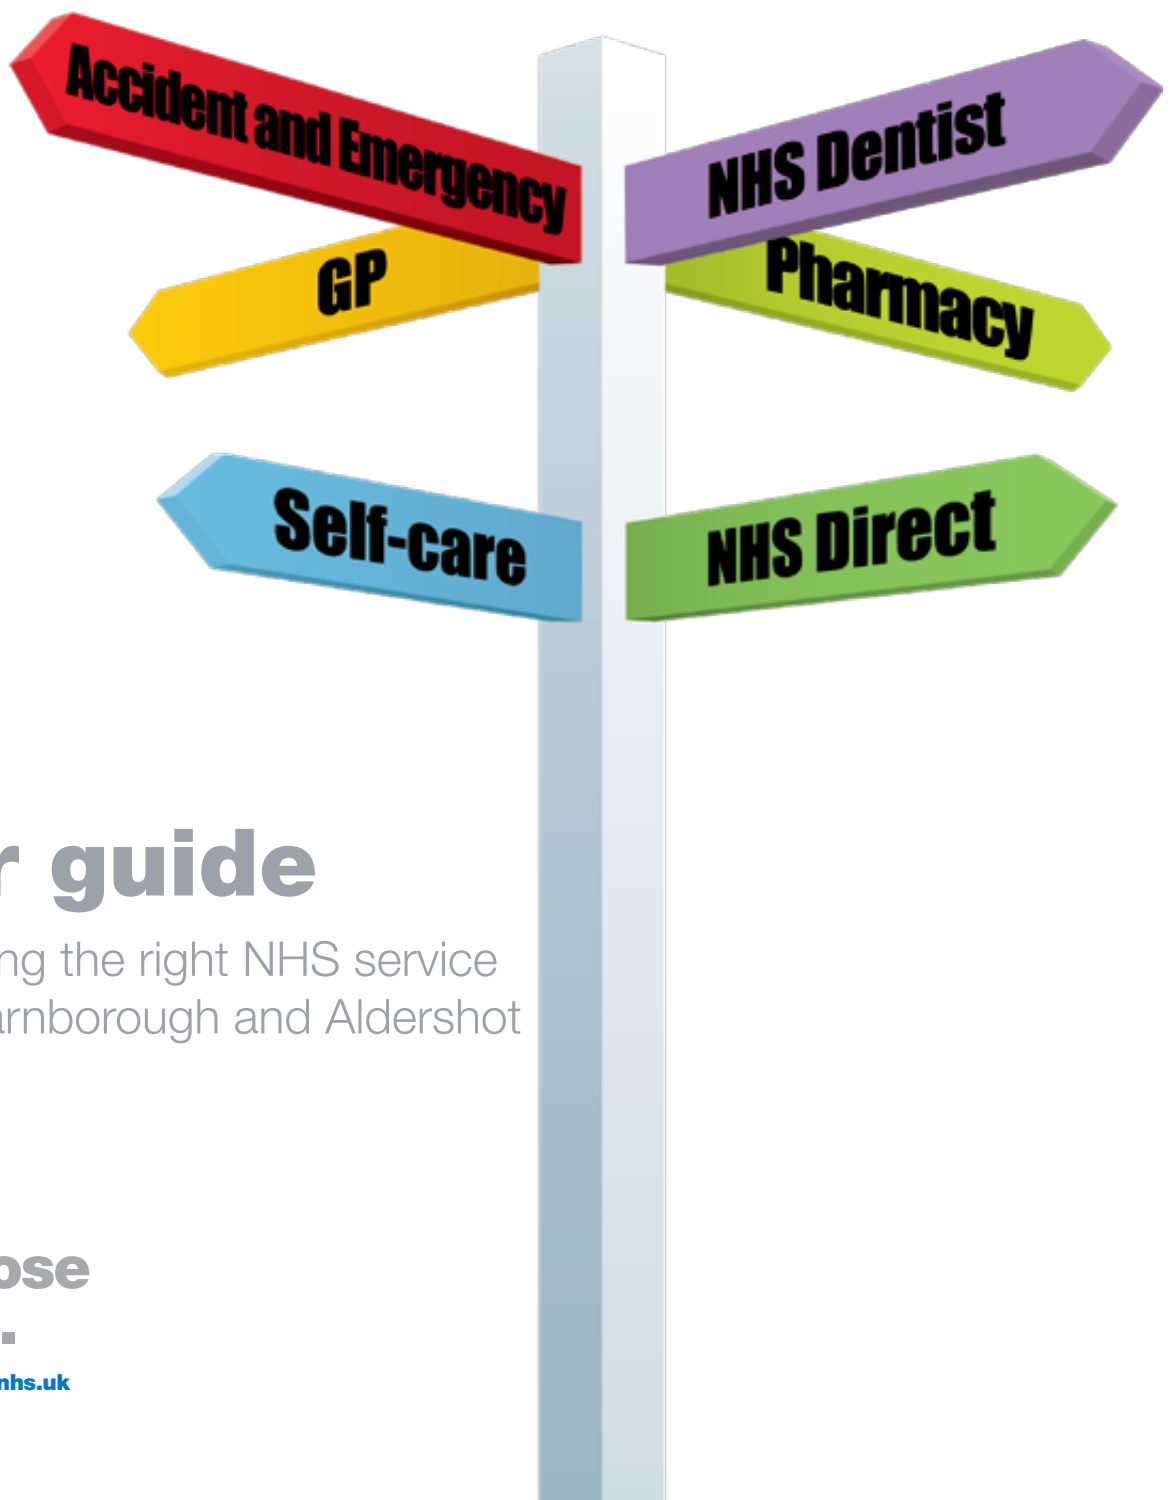 Accident and Emergency
NHS Dentist
GP
Pharmacy
Self-care
NHS Direct
r guide
ng the right NHS service
arnborough and Aldershot
ose
.
nhs.uk